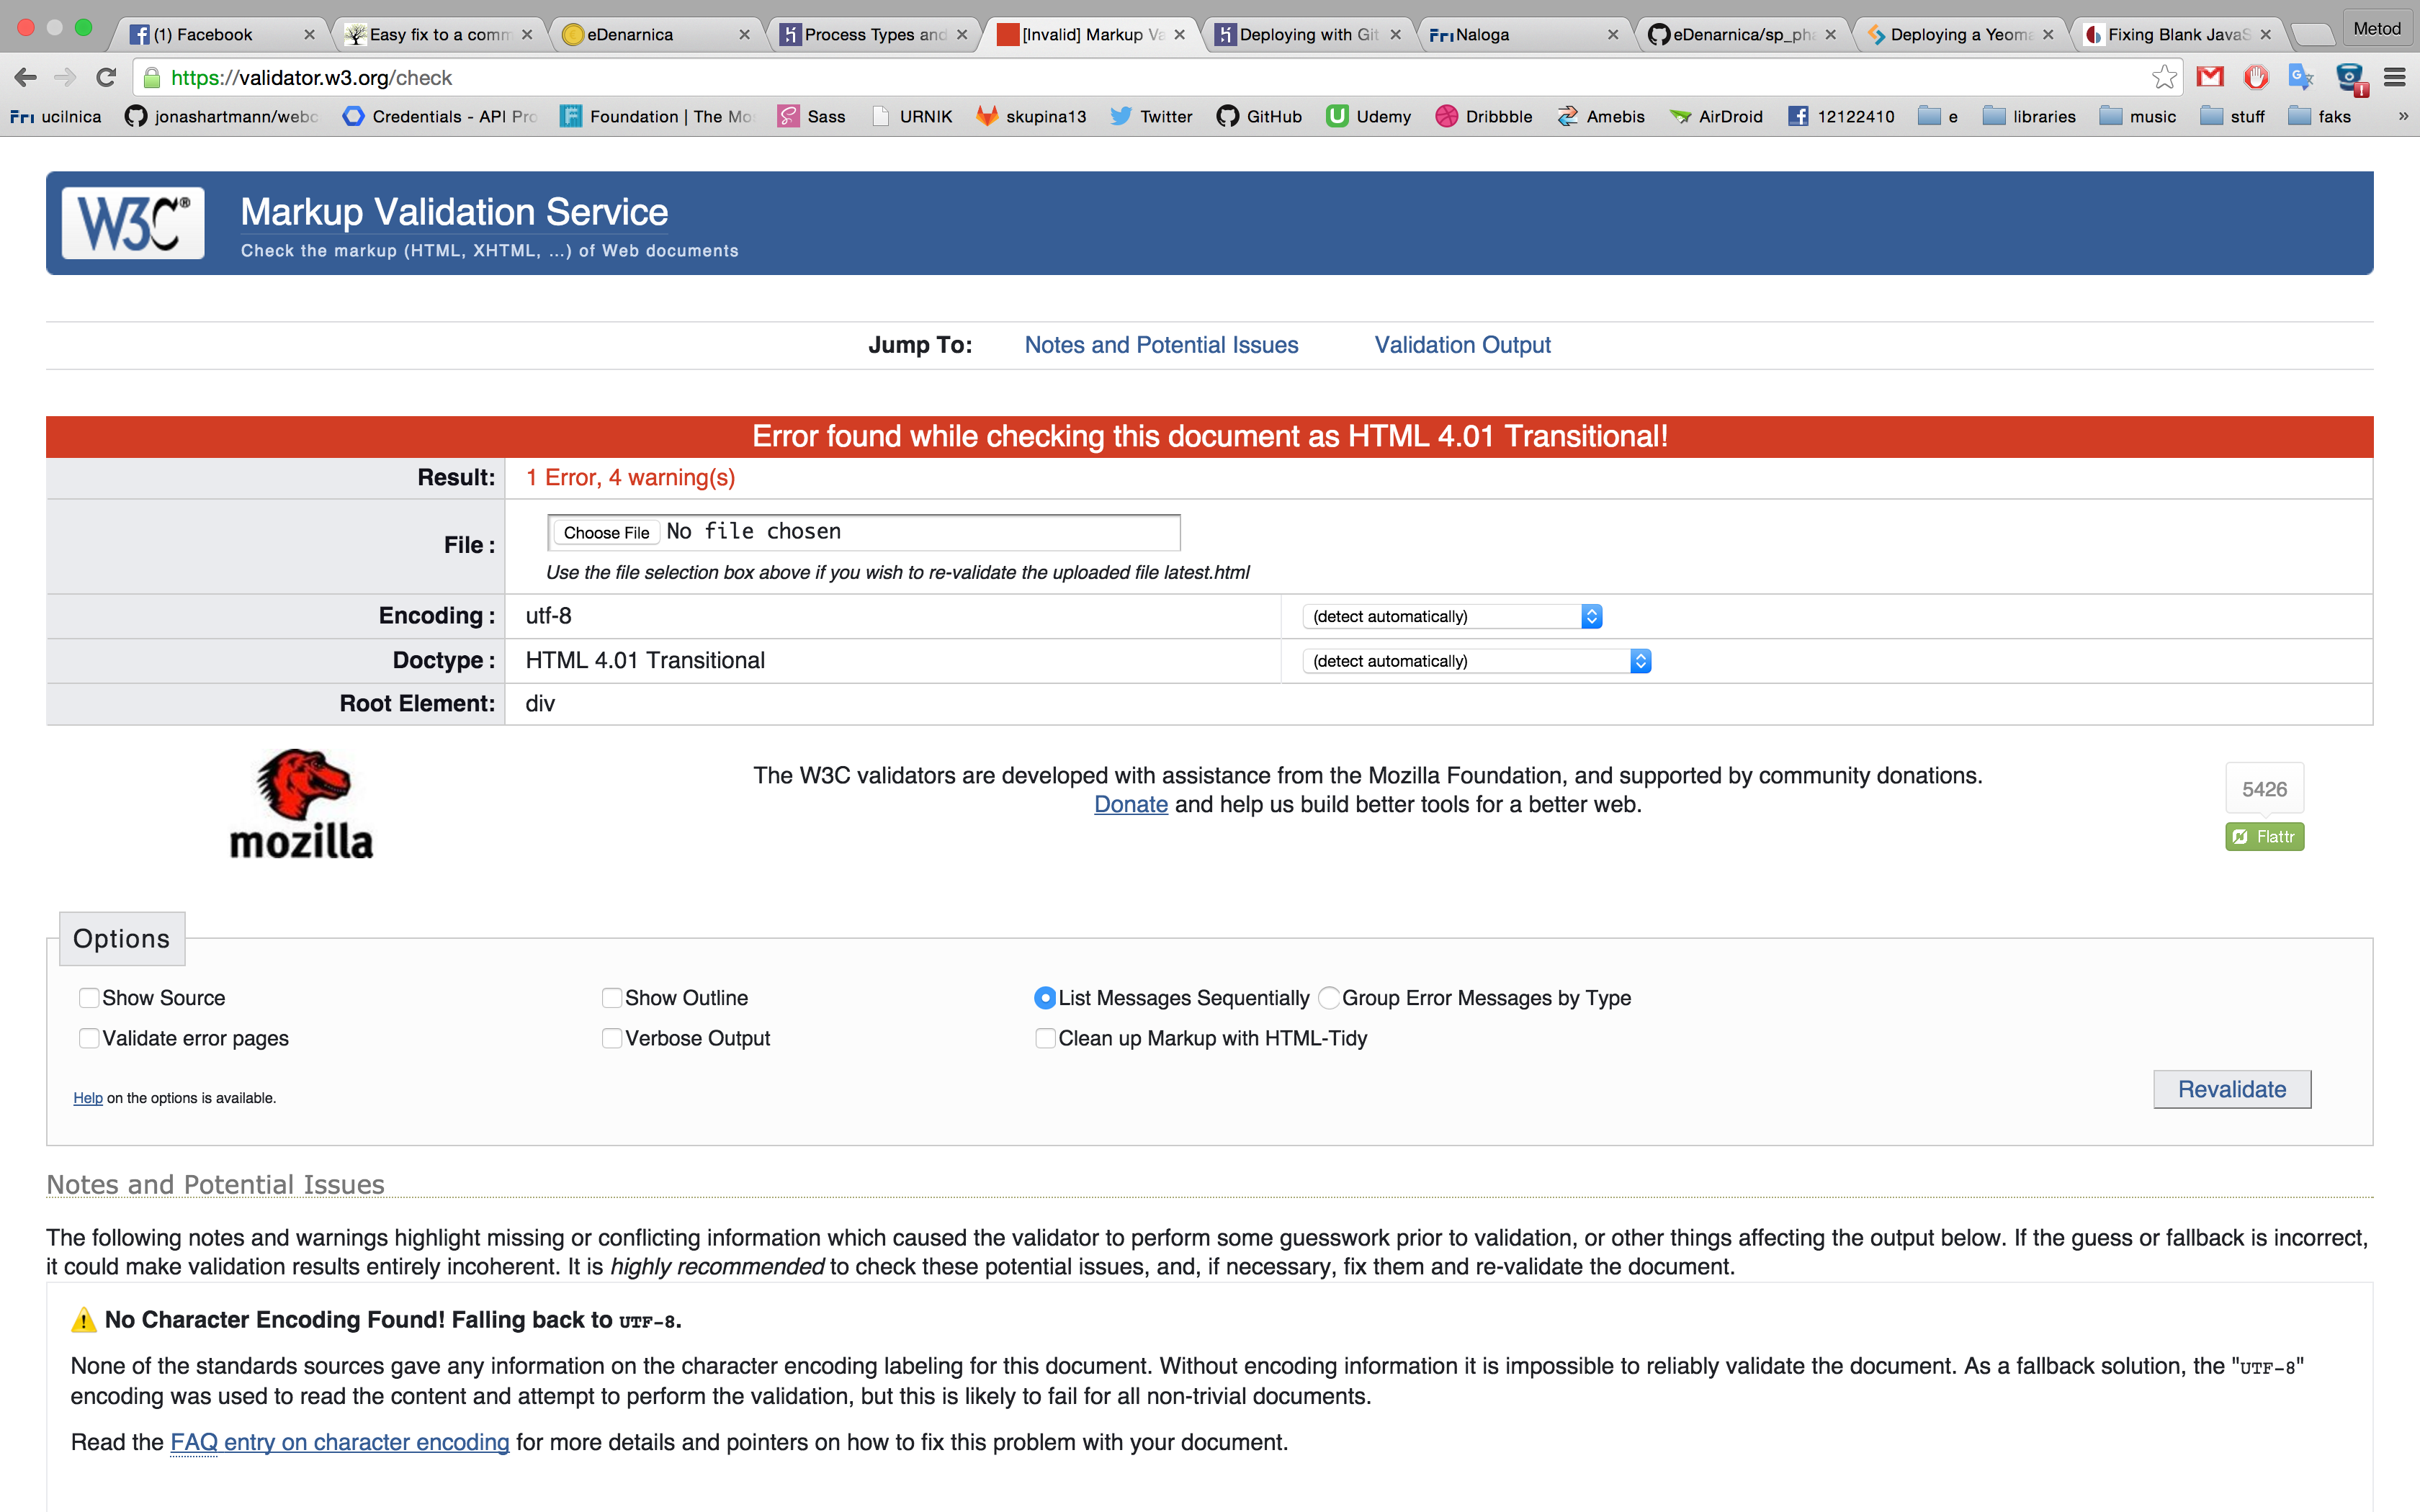 (1) Facebook
Easy fix to a comm
eDenarnica
Process Types and
[Invalid] Markup Va
Deploying with Git
Fri Naloga
eDenarnica/sp_pha
Deploying a Yeoma
Fixing Blank JavaS
Metod
https://validator.w3.org/check
Fri ucilnica
jonashartmann/webc
Credentials - API Pro
Foundation | The Mo
Sass
URNIK
skupina13
Twitter
GitHub
Udemy
Dribbble
Amebis
AirDroid
12122410
e
libraries
music
stuff
faks
»
W3C®
Markup Validation Service
Check the markup (HTML, XHTML, ...) of Web documents
Jump To: Notes and Potential Issues Validation Output
Error found while checking this document as HTML 4.01 Transitional!
Result: 1 Error, 4 warning(s)
File : Choose File No file chosen
Use the file selection box above if you wish to re-validate the uploaded file latest.html
Encoding : utf-8 (detect automatically)
Doctype : HTML 4.01 Transitional (detect automatically)
Root Element: div
mozilla
The W3C validators are developed with assistance from the Mozilla Foundation, and supported by community donations.
Donate and help us build better tools for a better web.
5426
Flattr
Options
Show Source Show Outline List Messages Sequentially Group Error Messages by Type
Validate error pages Verbose Output Clean up Markup with HTML-Tidy
Help on the options is available.
Revalidate
Notes and Potential Issues
The following notes and warnings highlight missing or conflicting information which caused the validator to perform some guesswork prior to validation, or other things affecting the output below. If the guess or fallback is incorrect,
it could make validation results entirely incoherent. It is highly recommended to check these potential issues, and, if necessary, fix them and re-validate the document.
No Character Encoding Found! Falling back to UTF-8.
None of the standards sources gave any information on the character encoding labeling for this document. Without encoding information it is impossible to reliably validate the document. As a fallback solution, the "UTF-8"
encoding was used to read the content and attempt to perform the validation, but this is likely to fail for all non-trivial documents.
Read the FAQ entry on character encoding for more details and pointers on how to fix this problem with your document.